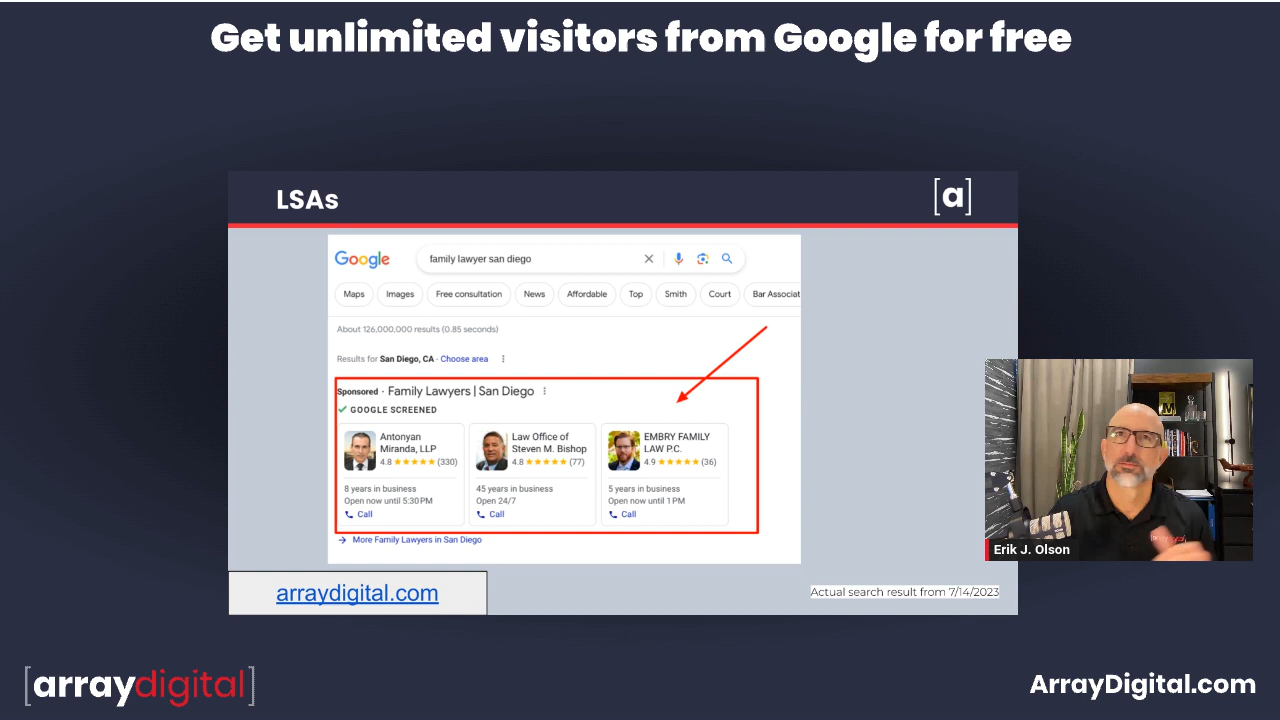 Get unlimited visitors from Google for free
LSAs
[a]
Google
family lawyer san diego
Maps
Images
Free consultation
News
Affordable
Top
Smith
Court
Bar Associat
About 126,000,000 results (0.85 seconds)
Results for San Diego, CA · Choose area
Sponsored · Family Lawyers | San Diego
GOOGLE SCREENED
Antonyan
Miranda, LLP
4.8 ★★★★★ (330)
8 years in business
Open now until 5:30 PM
Call
Law Office of
Steven M. Bishop
4.8 ★★★★★ (77)
45 years in business
Open 24/7
Call
EMBRY FAMILY
LAW P.C.
4.9 ★★★★★ (36)
5 years in business
Open now until 1 PM
Call
More Family Lawyers in San Diego
Erik J. Olson
arraydigital.com
Actual search result from 7/14/2023
[arraydigital]
ArrayDigital.com